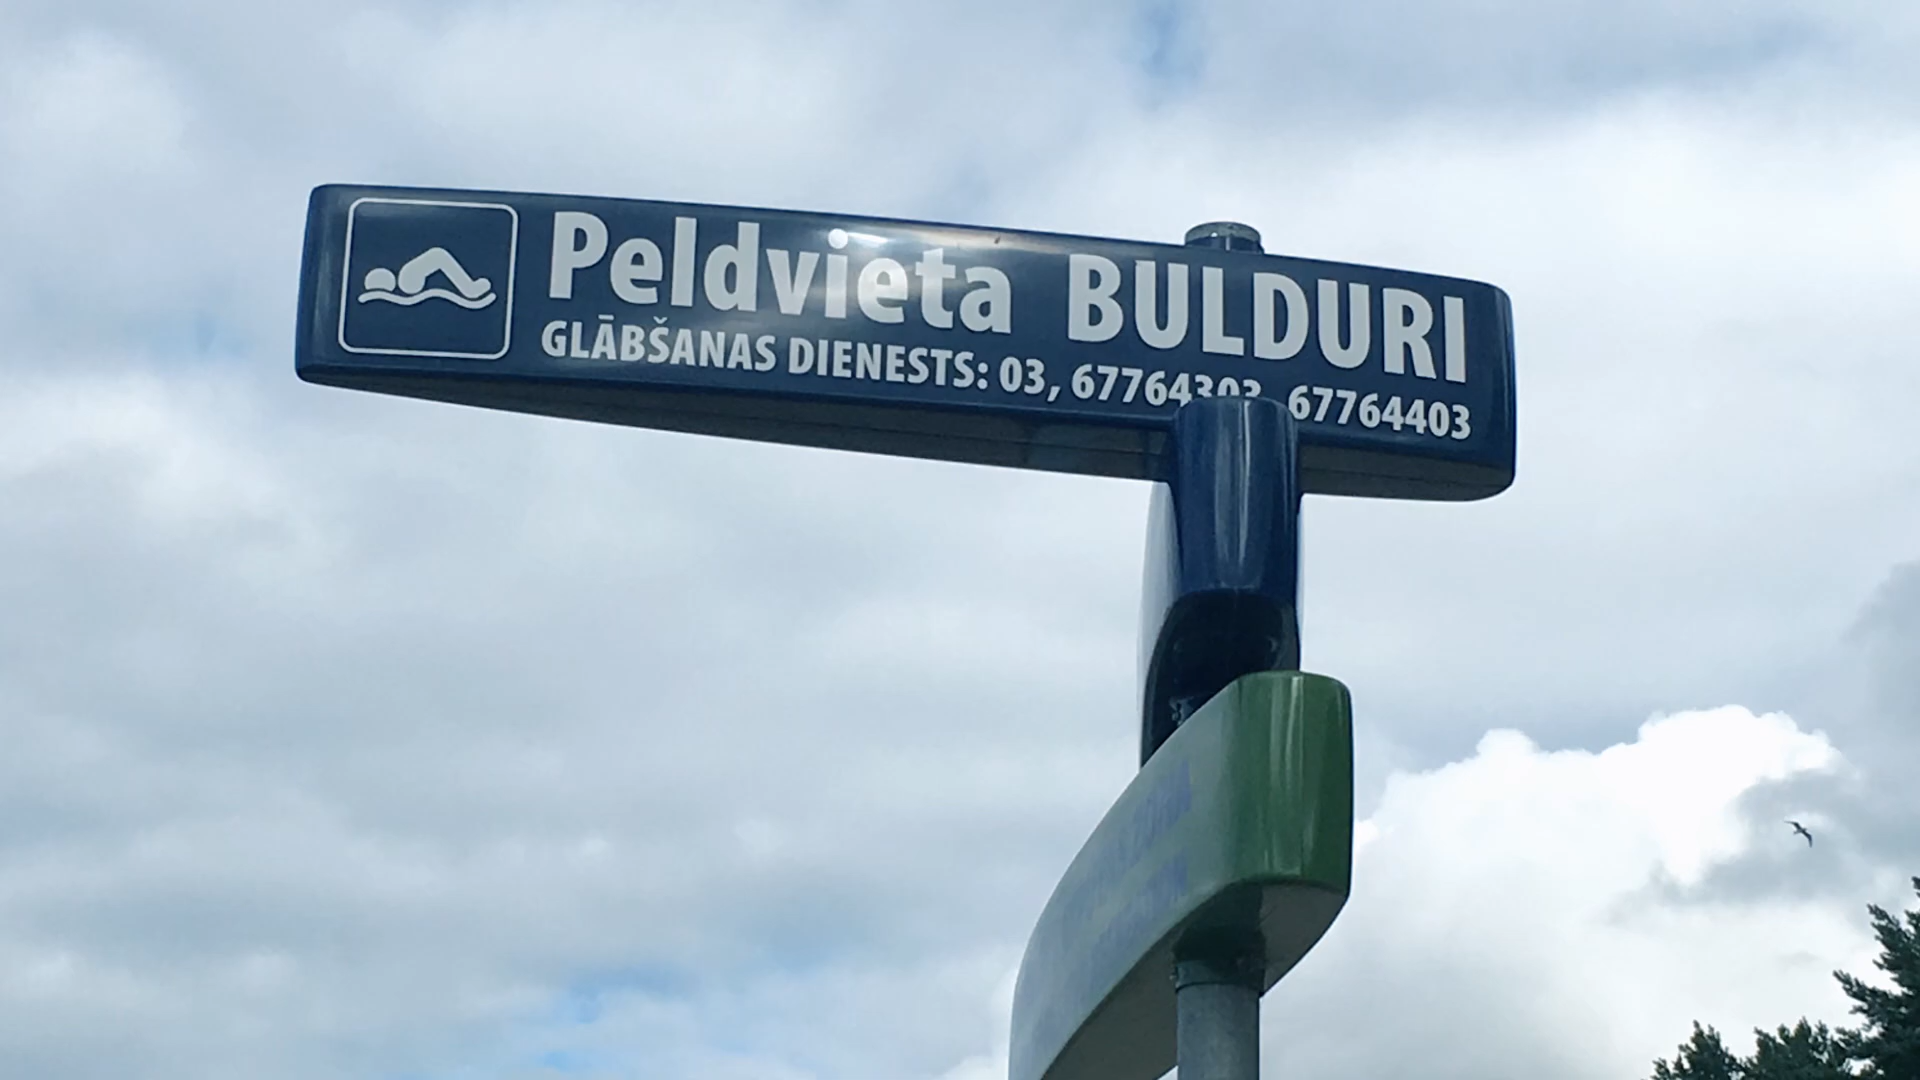 Peldvieta BULDURI
GLĀBŠANAS DIENESTS: 03, 67764303, 67764403